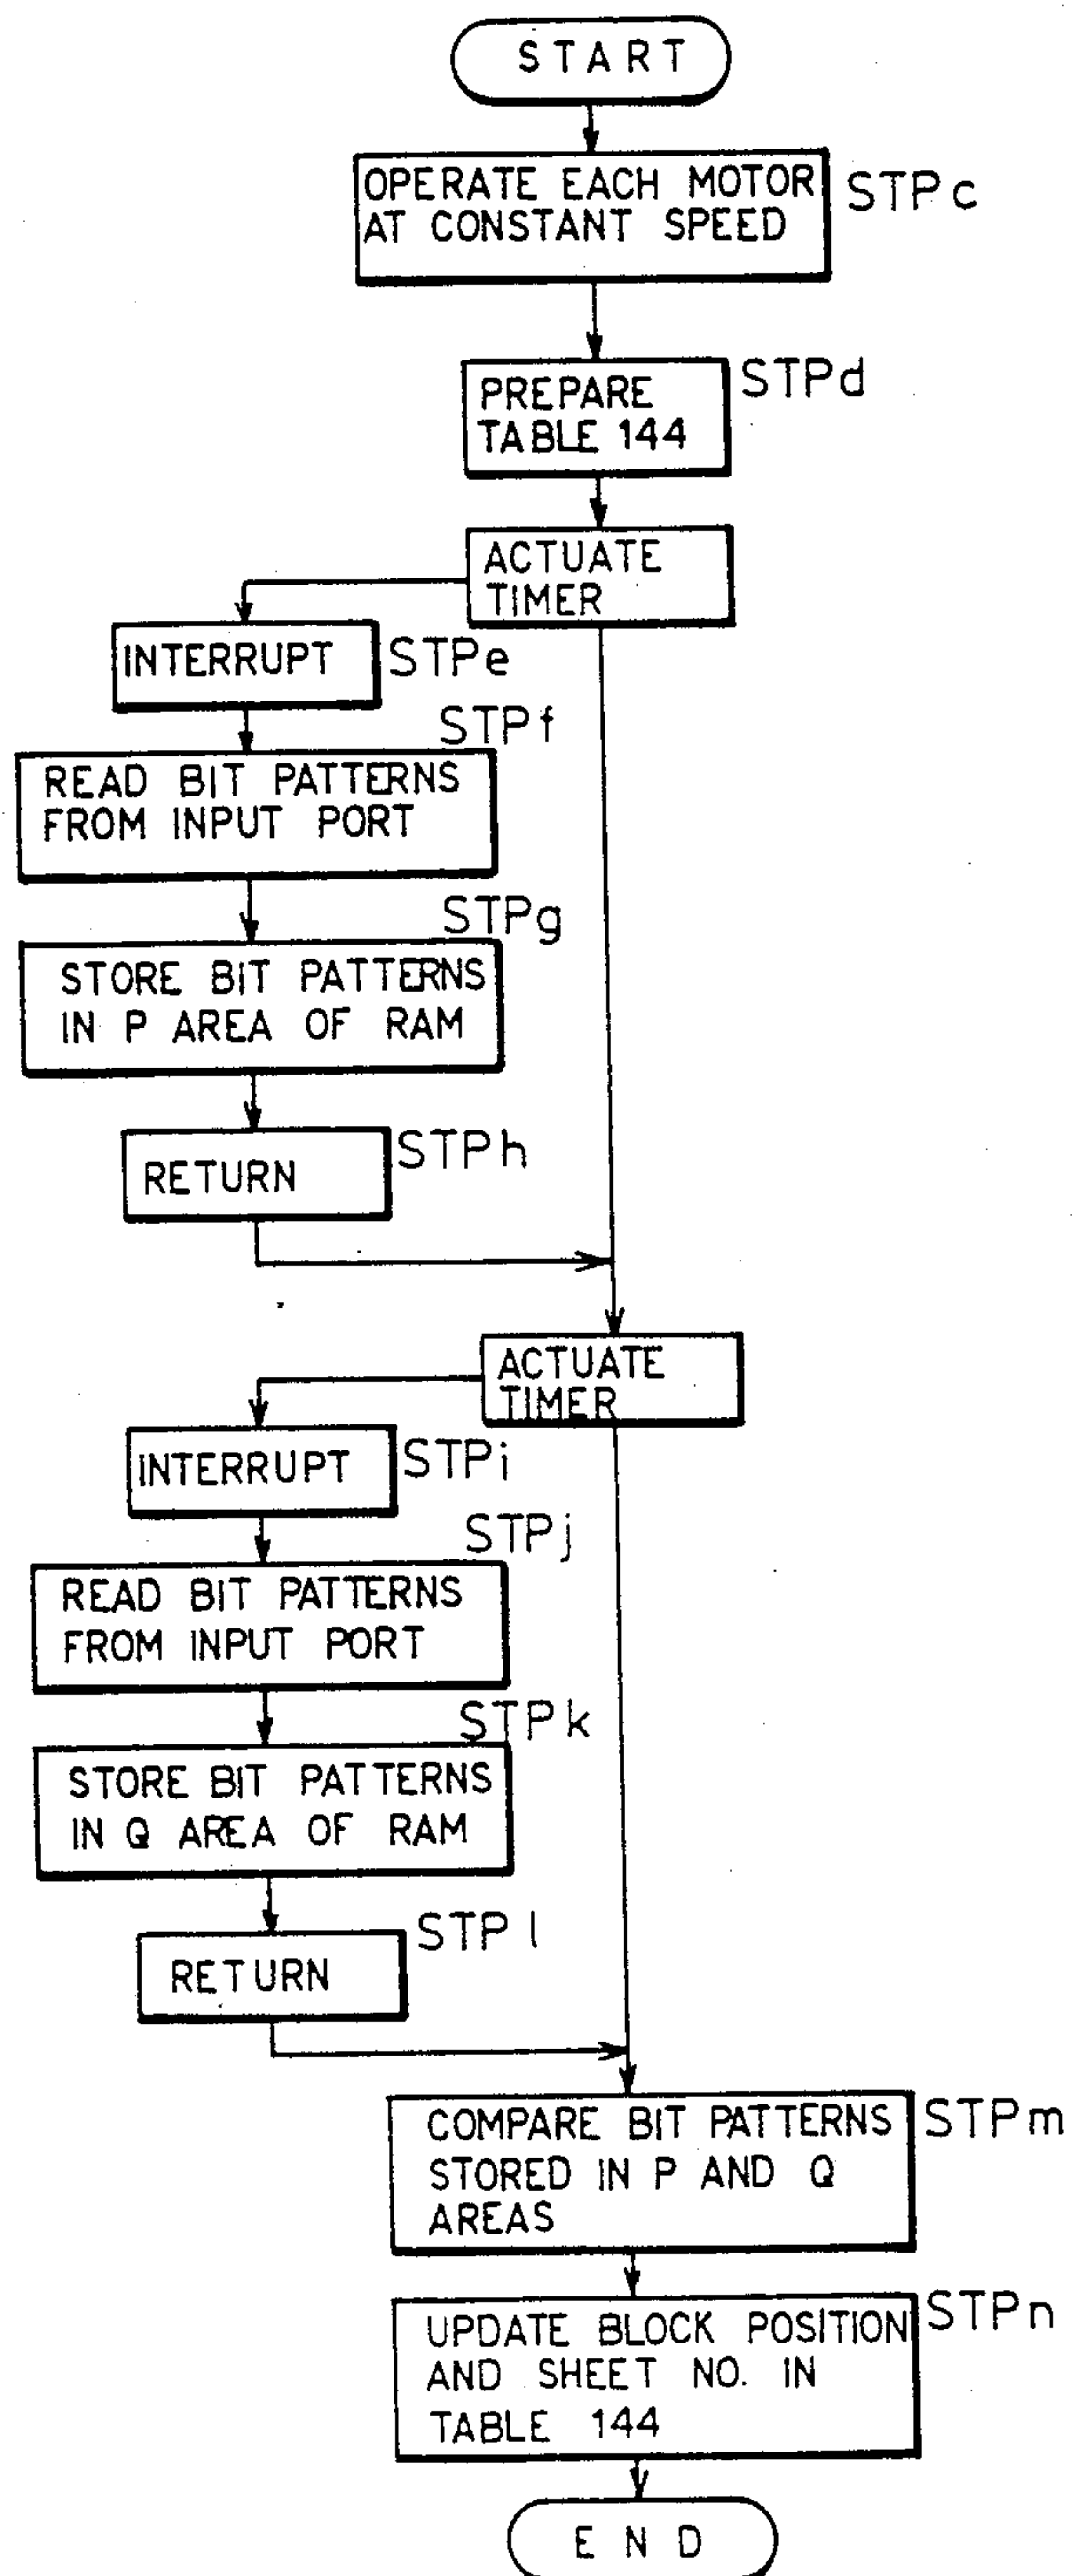 START
OPERATE EACH MOTOR
AT CONSTANT SPEED
STPc
PREPARE
TABLE 144
STPd
ACTUATE
TIMER
INTERRUPT
STPe
STPf
READ BIT PATTERNS
FROM INPUT PORT
STPg
STORE BIT PATTERNS
IN P AREA OF RAM
RETURN
STPh
ACTUATE
TIMER
INTERRUPT
STPi
STPj
READ BIT PATTERNS
FROM INPUT PORT
STPk
STORE BIT PATTERNS
IN Q AREA OF RAM
RETURN
STPl
COMPARE BIT PATTERNS
STORED IN P AND Q
AREAS
STPm
UPDATE BLOCK POSITION
AND SHEET NO. IN
TABLE 144
STPn
END